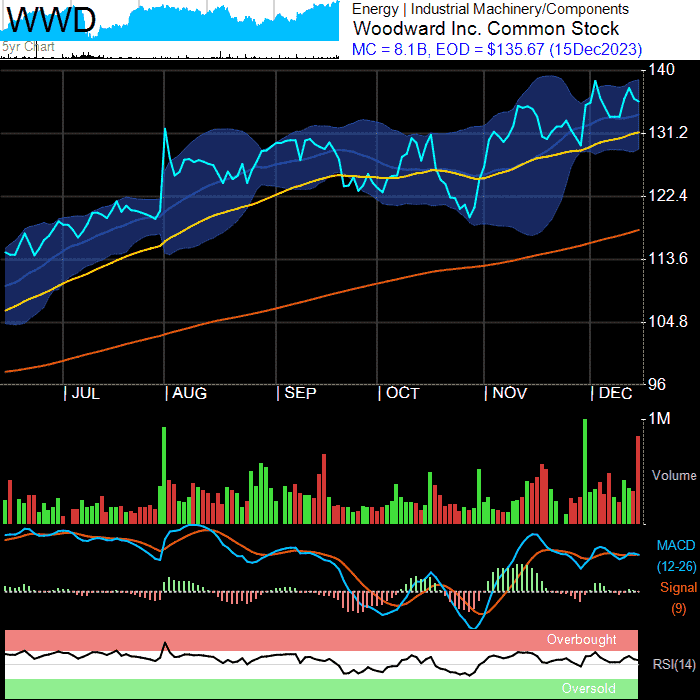 WWD
5yr Chart
Energy | Industrial Machinery/Components
Woodward Inc. Common Stock
MC = 8.1B, EOD = $135.67 (15Dec2023)
140
131.2
122.4
113.6
104.8
96
| JUL | AUG | SEP | OCT | NOV | DEC
1M
Volume
MACD
(12-26)
Signal
(9)
Overbought
RSI(14)
Oversold